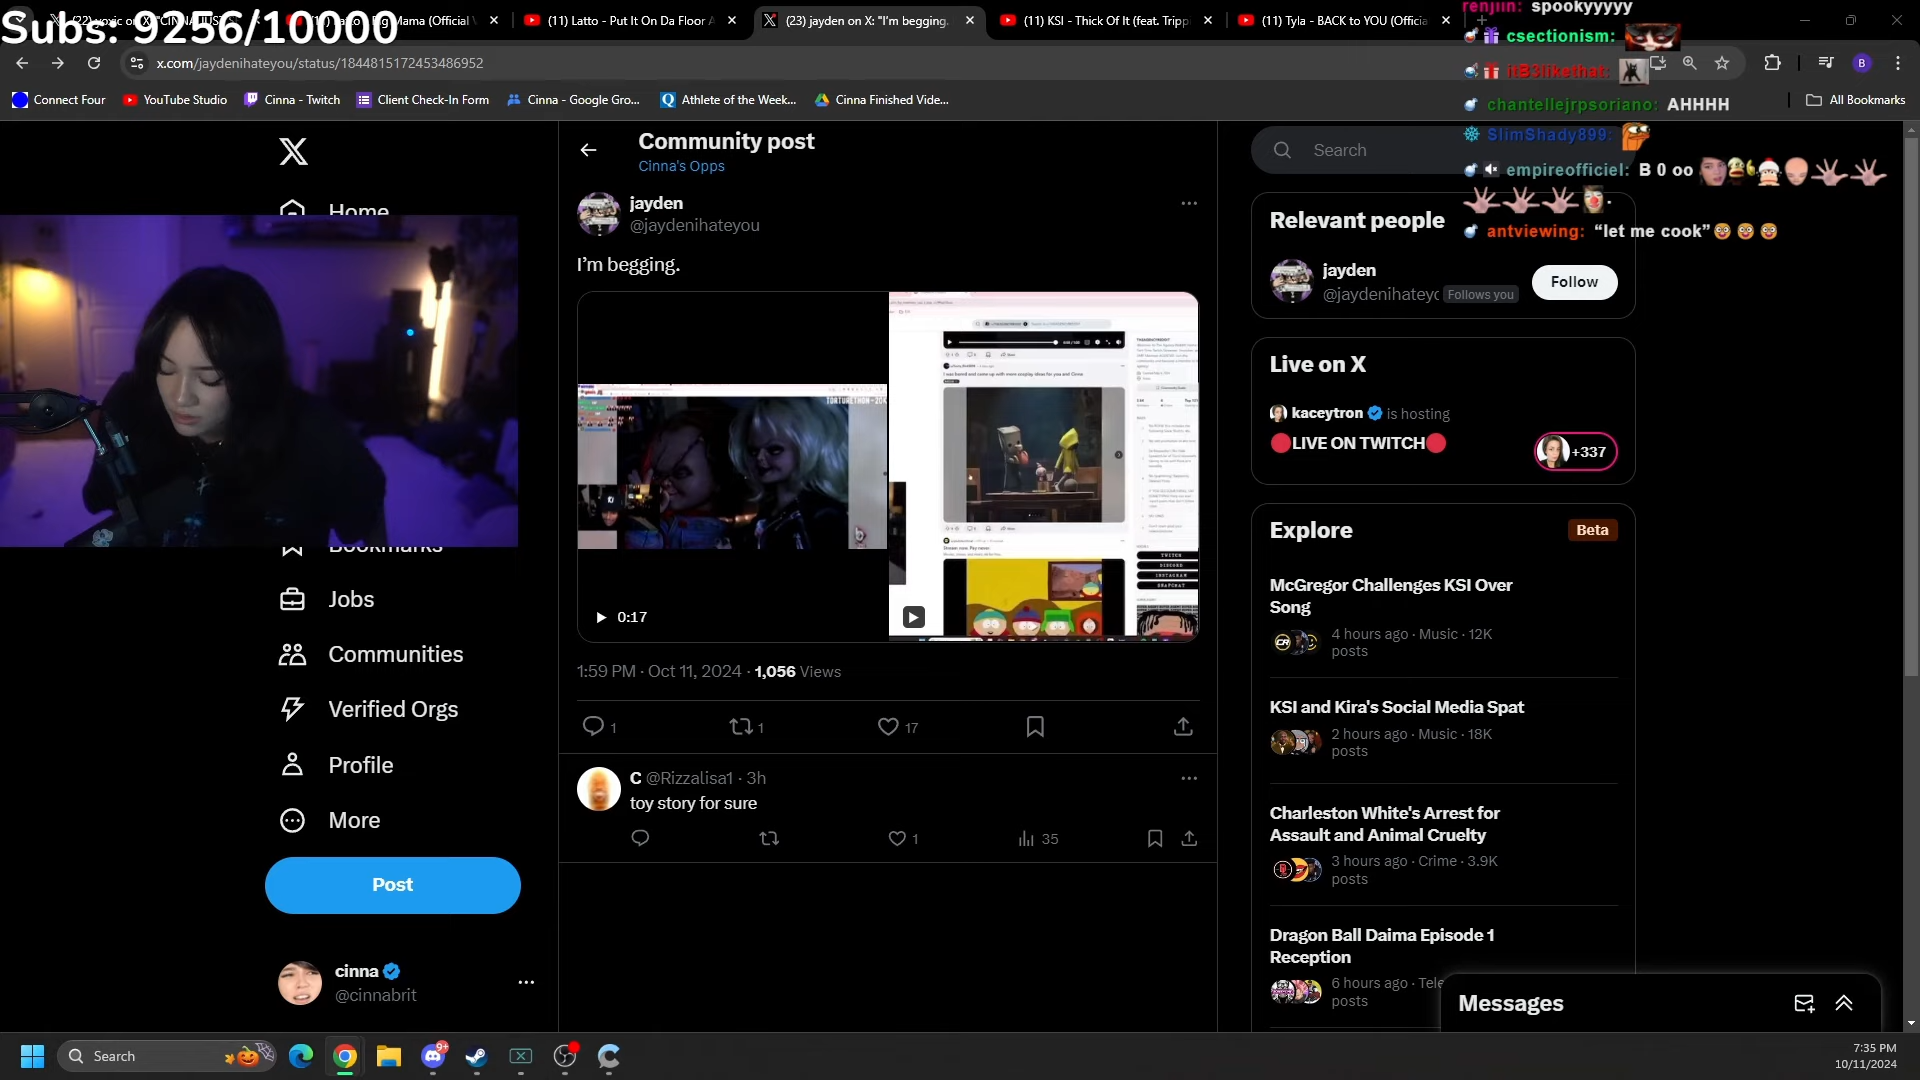 Subs: 9256/10000
(11) Latto - Put It On Da Floor A
(23) jayden on X: "I'm begging.
(11) KSI - Thick Of It (feat. Tripp
(11) Tyla - BACK to YOU (Officia
x.com/jaydenihateyou/status/1844815172453486952
Connect Four
YouTube Studio
Cinna - Twitch
Client Check-In Form
Cinna - Google Gro...
Athlete of the Week...
Cinna Finished Vide...
All Bookmarks
renjiin: spookyyyyy
csectionism:
itB3likethat:
chantellejrpsoriano: AHHHH
SlimShady899:
empireofficiel: B 0 oo
antviewing: “let me cook”
Home
Bookmarks
Jobs
Communities
Verified Orgs
Profile
More
Post
cinna
@cinnabrit
Community post
Cinna's Opps
jayden
@jaydenihateyou
I’m begging.
0:17
1:59 PM · Oct 11, 2024 · 1,056 Views
1
1
17
C @Rizzalisa1 · 3h
toy story for sure
1
35
Search
Relevant people
jayden
@jaydenihateyo
Follows you
Follow
Live on X
kaceytron is hosting
LIVE ON TWITCH
+337
Explore
Beta
McGregor Challenges KSI Over
Song
4 hours ago · Music · 12K
posts
KSI and Kira's Social Media Spat
2 hours ago · Music · 18K
posts
Charleston White's Arrest for
Assault and Animal Cruelty
3 hours ago · Crime · 3.9K
posts
Dragon Ball Daima Episode 1
Reception
6 hours ago · Tele
posts
Messages
Search
9+
7:35 PM
10/11/2024